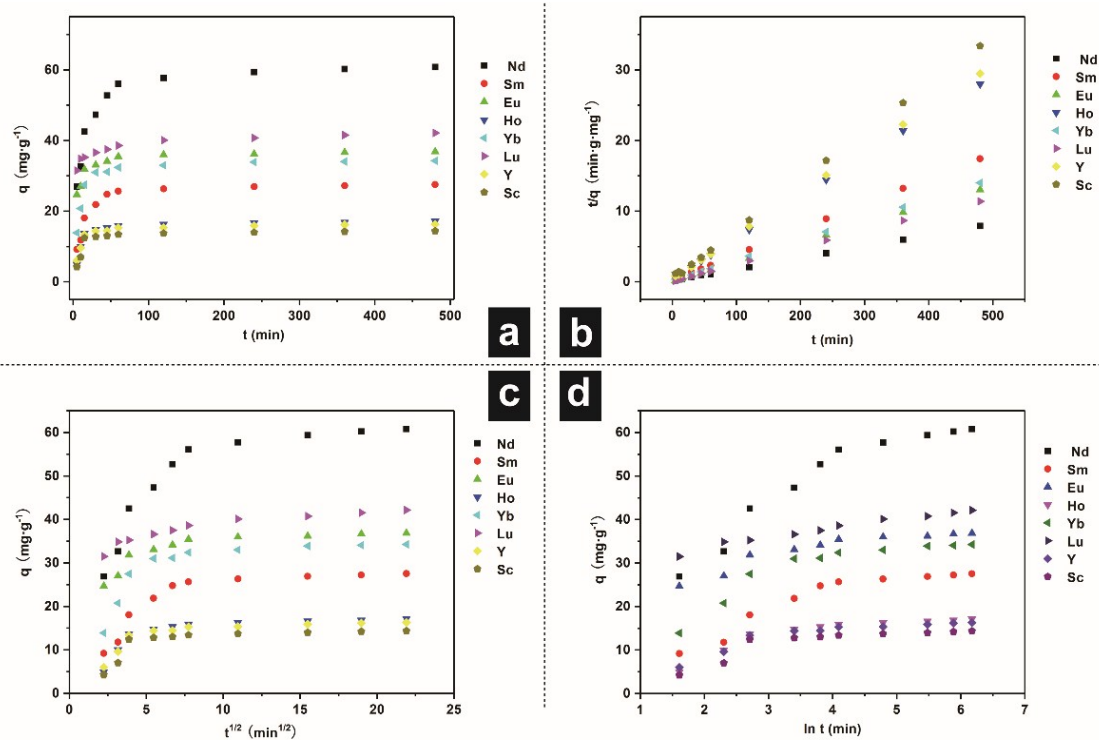 60
40
20
0
q (mg·g⁻¹)
0 100 200 300 400 500
t (min)
Nd
Sm
Eu
Ho
Yb
Lu
Y
Sc
a
30
20
10
0
t/q (min·g·mg⁻¹)
0 100 200 300 400 500
t (min)
Nd
Sm
Eu
Ho
Yb
Lu
Y
Sc
b
60
50
40
30
20
10
0
q (mg·g⁻¹)
0 5 10 15 20 25
t^1/2 (min^1/2)
Nd
Sm
Eu
Ho
Yb
Lu
Y
Sc
c
60
50
40
30
20
10
0
q (mg·g⁻¹)
1 2 3 4 5 6 7
ln t (min)
Nd
Sm
Eu
Ho
Yb
Lu
Y
Sc
d